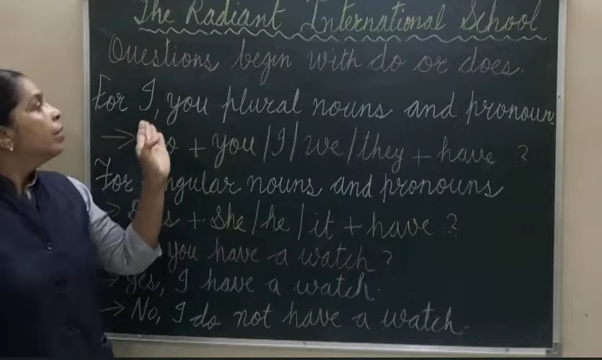 The Radiant International School
Questions begin with do or does.
For I, you plural nouns and pronoun
→ + you / I / we / they + have ?
For nouns and pronouns
+ she / he / it + have ?
you have a watch ?
→ Yes, I have a watch.
→ No, I do not have a watch.